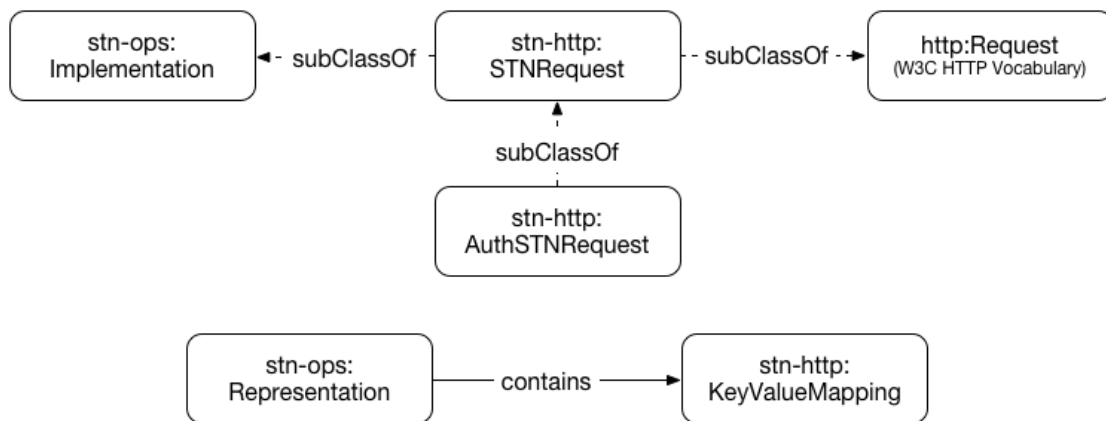 stn-ops:
Implementation
subClassOf
stn-http:
STNRequest
subClassOf
http:Request
(W3C HTTP Vocabulary)
subClassOf
stn-http:
AuthSTNRequest
stn-ops:
Representation
contains
stn-http:
KeyValueMapping